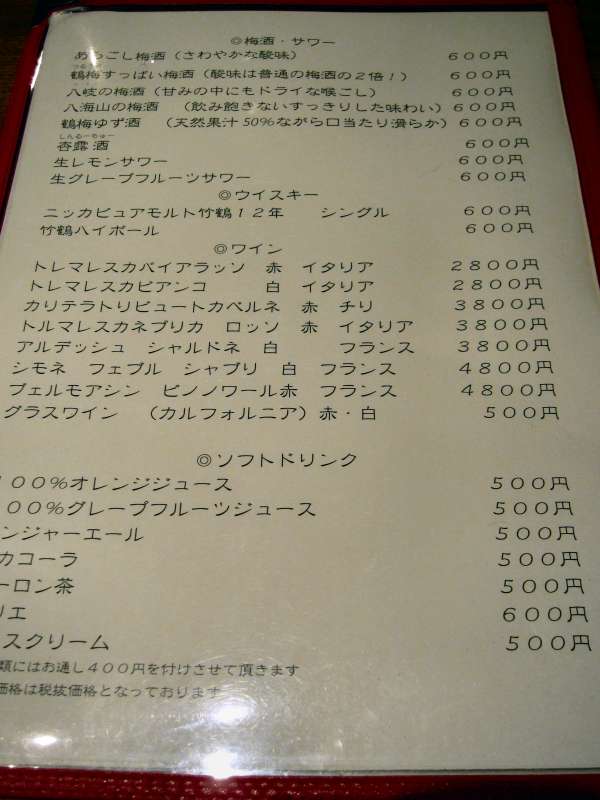 ◎梅酒・サワー
あらごし梅酒（さわやかな酸味） ６００円
鶴梅すっぱい梅酒（酸味は普通の梅酒の２倍！） ６００円
八岐の梅酒（甘みの中にもドライな喉ごし） ６００円
八海山の梅酒 （飲み飽きないすっきりした味わい） ６００円
鶴梅ゆず酒 （天然果汁50%ながら口当たり滑らか） ６００円
しんるーちゅー
杏露酒 ６００円
生レモンサワー ６００円
生グレープフルーツサワー ６００円
◎ウイスキー
ニッカピュアモルト竹鶴１２年 シングル ６００円
竹鶴ハイボール ６００円
◎ワイン
トレマレスカバイアラッソ 赤 イタリア ２８００円
トレマレスカビアンコ 白 イタリア ２８００円
カリテラトリビュートカベルネ 赤 チリ ３８００円
トルマレスカネプリカ ロッソ 赤 イタリア ３８００円
アルデッシュ シャルドネ 白 フランス ３８００円
シモネ フェブル シャブリ 白 フランス ４８００円
ブェルモアシン ピノノワール赤 フランス ４８００円
グラスワイン （カルフォルニア）赤・白 ５００円
◎ソフトドリンク
１００％オレンジジュース ５００円
００％グレープフルーツジュース ５００円
ンジャーエール ５００円
カコーラ ５００円
ーロン茶 ５００円
リエ ６００円
スクリーム ５００円
類にはお通し４００円を付けさせて頂きます
価格は税抜価格となっております